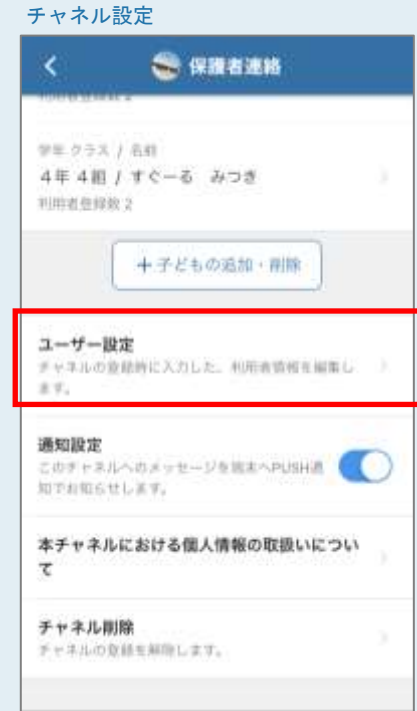 チャネル設定
保護者連絡
利用者登録数 2
学年 クラス / 名前
4年 4組 / すぐーる　みつき
利用者登録数 2
+ 子どもの追加・削除
ユーザー設定
チャネルの登録時に入力した、利用者情報を編集し
ます。
通知設定
このチャネルへのメッセージを端末へPUSH通
知でお知らせします。
本チャネルにおける個人情報の取扱いについ
て
チャネル削除
チャネルの登録を解除します。